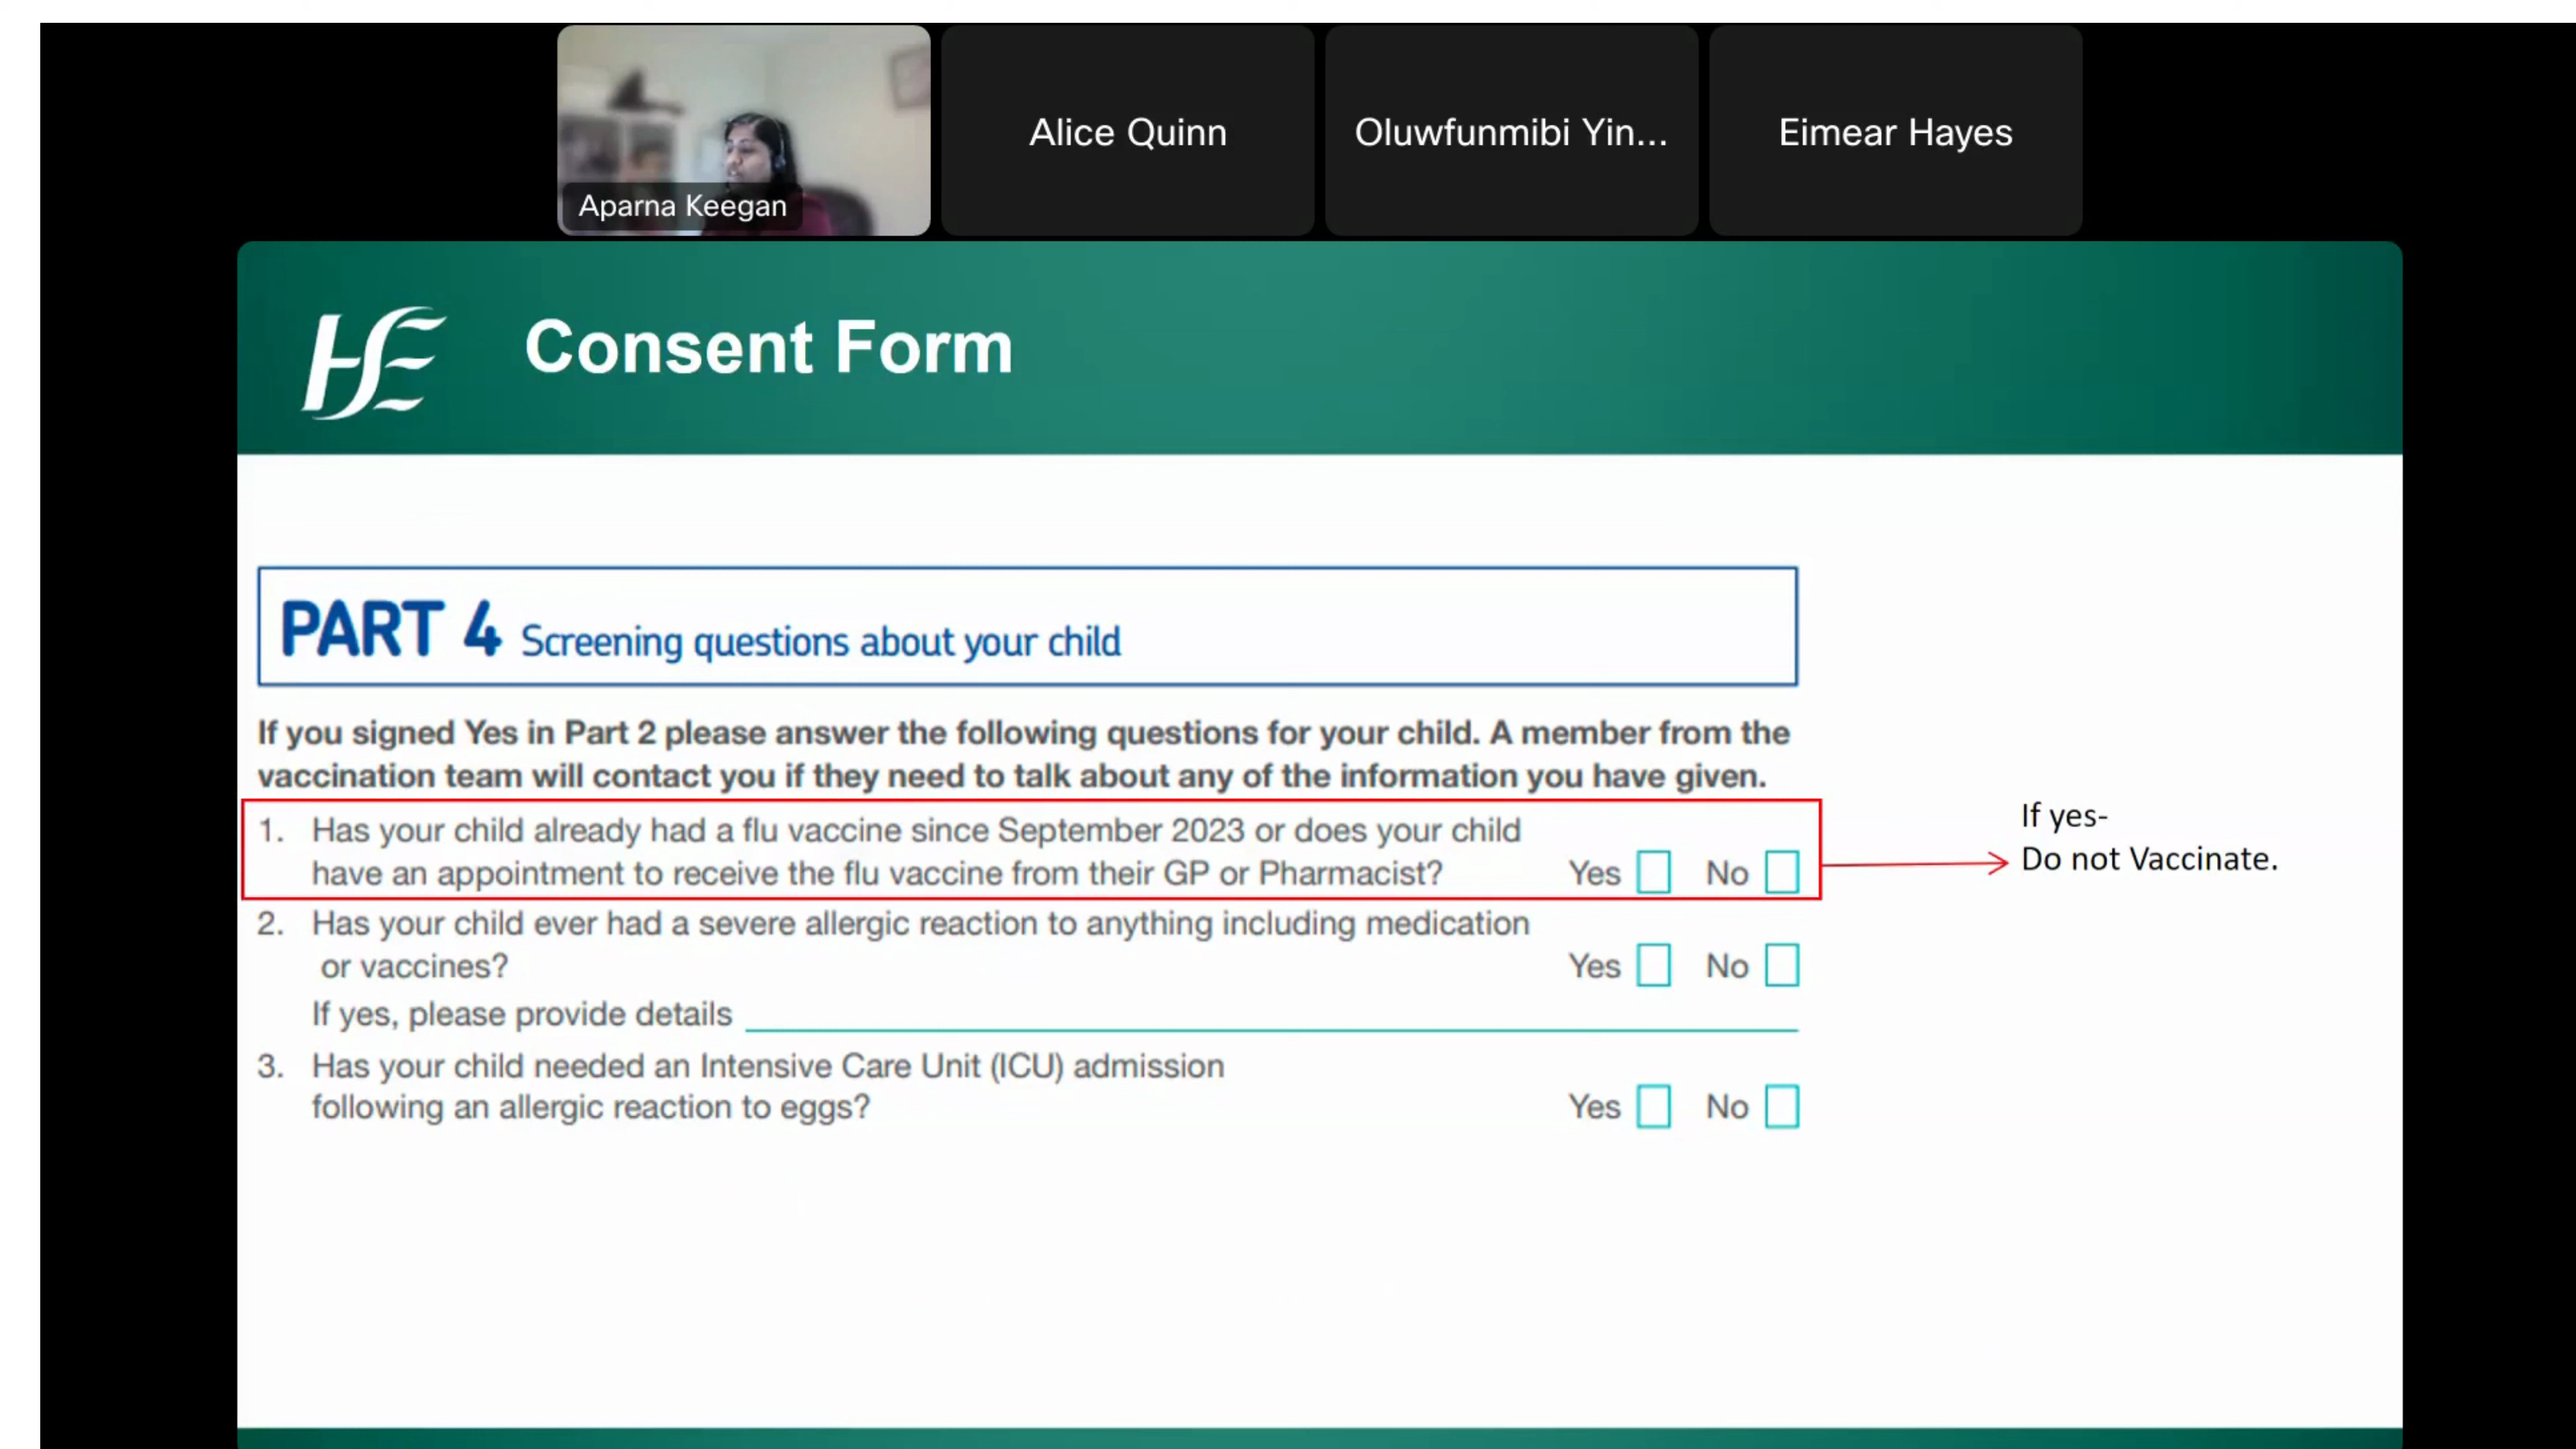 Aparna Keegan
Alice Quinn
Oluwfunmibi Yin...
Eimear Hayes
HSE
Consent Form
PART 4 Screening questions about your child
If you signed Yes in Part 2 please answer the following questions for your child. A member from the
vaccination team will contact you if they need to talk about any of the information you have given.
1. Has your child already had a flu vaccine since September 2023 or does your child
have an appointment to receive the flu vaccine from their GP or Pharmacist? Yes No
If yes-
Do not Vaccinate.
2. Has your child ever had a severe allergic reaction to anything including medication
or vaccines? Yes No
If yes, please provide details
3. Has your child needed an Intensive Care Unit (ICU) admission
following an allergic reaction to eggs? Yes No